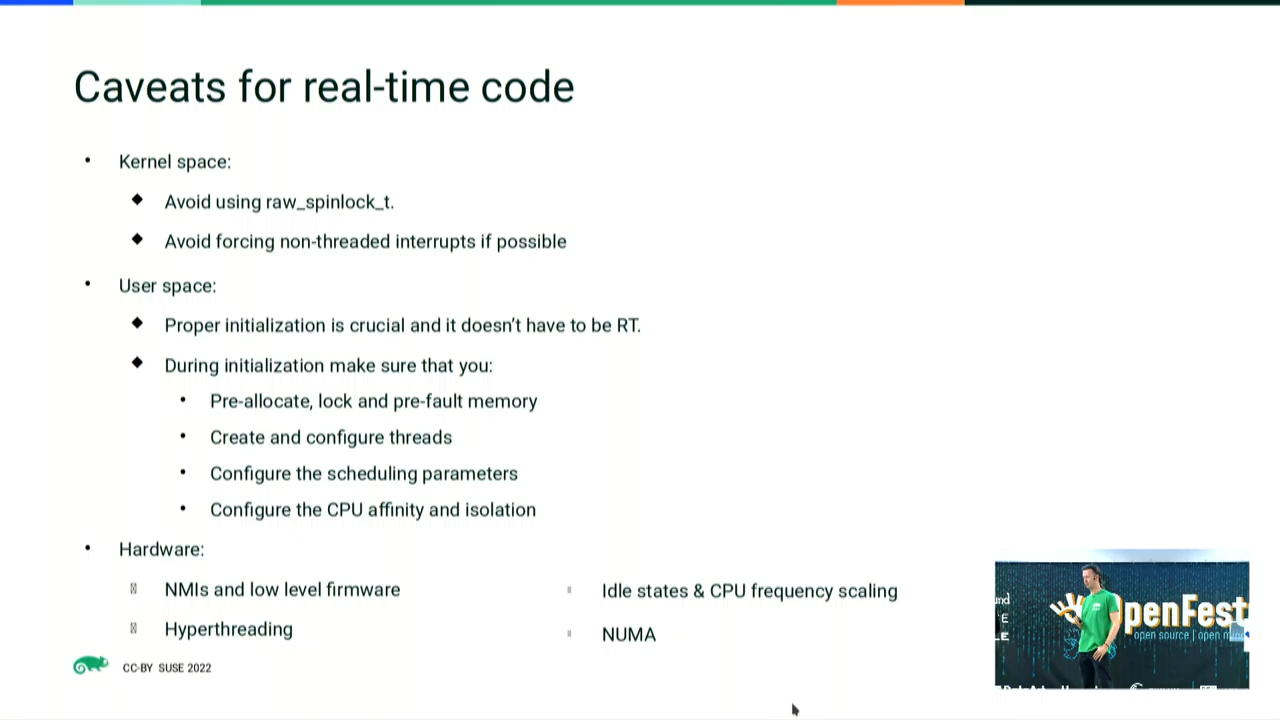 Caveats for real-time code
Kernel space:
Avoid using raw_spinlock_t.
Avoid forcing non-threaded interrupts if possible
User space:
Proper initialization is crucial and it doesn’t have to be RT.
During initialization make sure that you:
Pre-allocate, lock and pre-fault memory
Create and configure threads
Configure the scheduling parameters
Configure the CPU affinity and isolation
Hardware:
NMIs and low level firmware
Idle states & CPU frequency scaling
Hyperthreading
NUMA
CC-BY SUSE 2022
penFest
open source | open